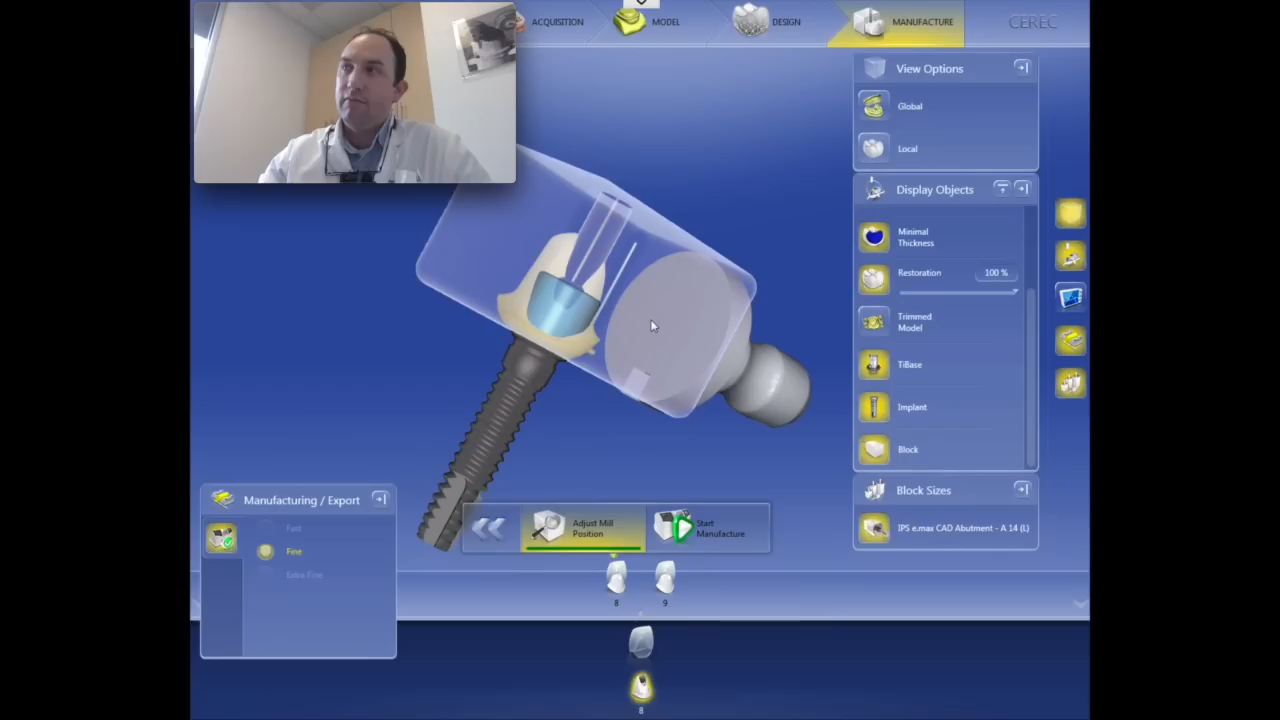 ACQUISITION
MODEL
DESIGN
MANUFACTURE
CEREC
View Options
Global
Local
Display Objects
Minimal
Thickness
Restoration
100 %
Trimmed
Model
TiBase
Implant
Block
Block Sizes
IPS e.max CAD Abutment - A 14 (L)
Manufacturing / Export
Fast
Fine
Extra Fine
Adjust Mill
Position
Start
Manufacture
8
9
8